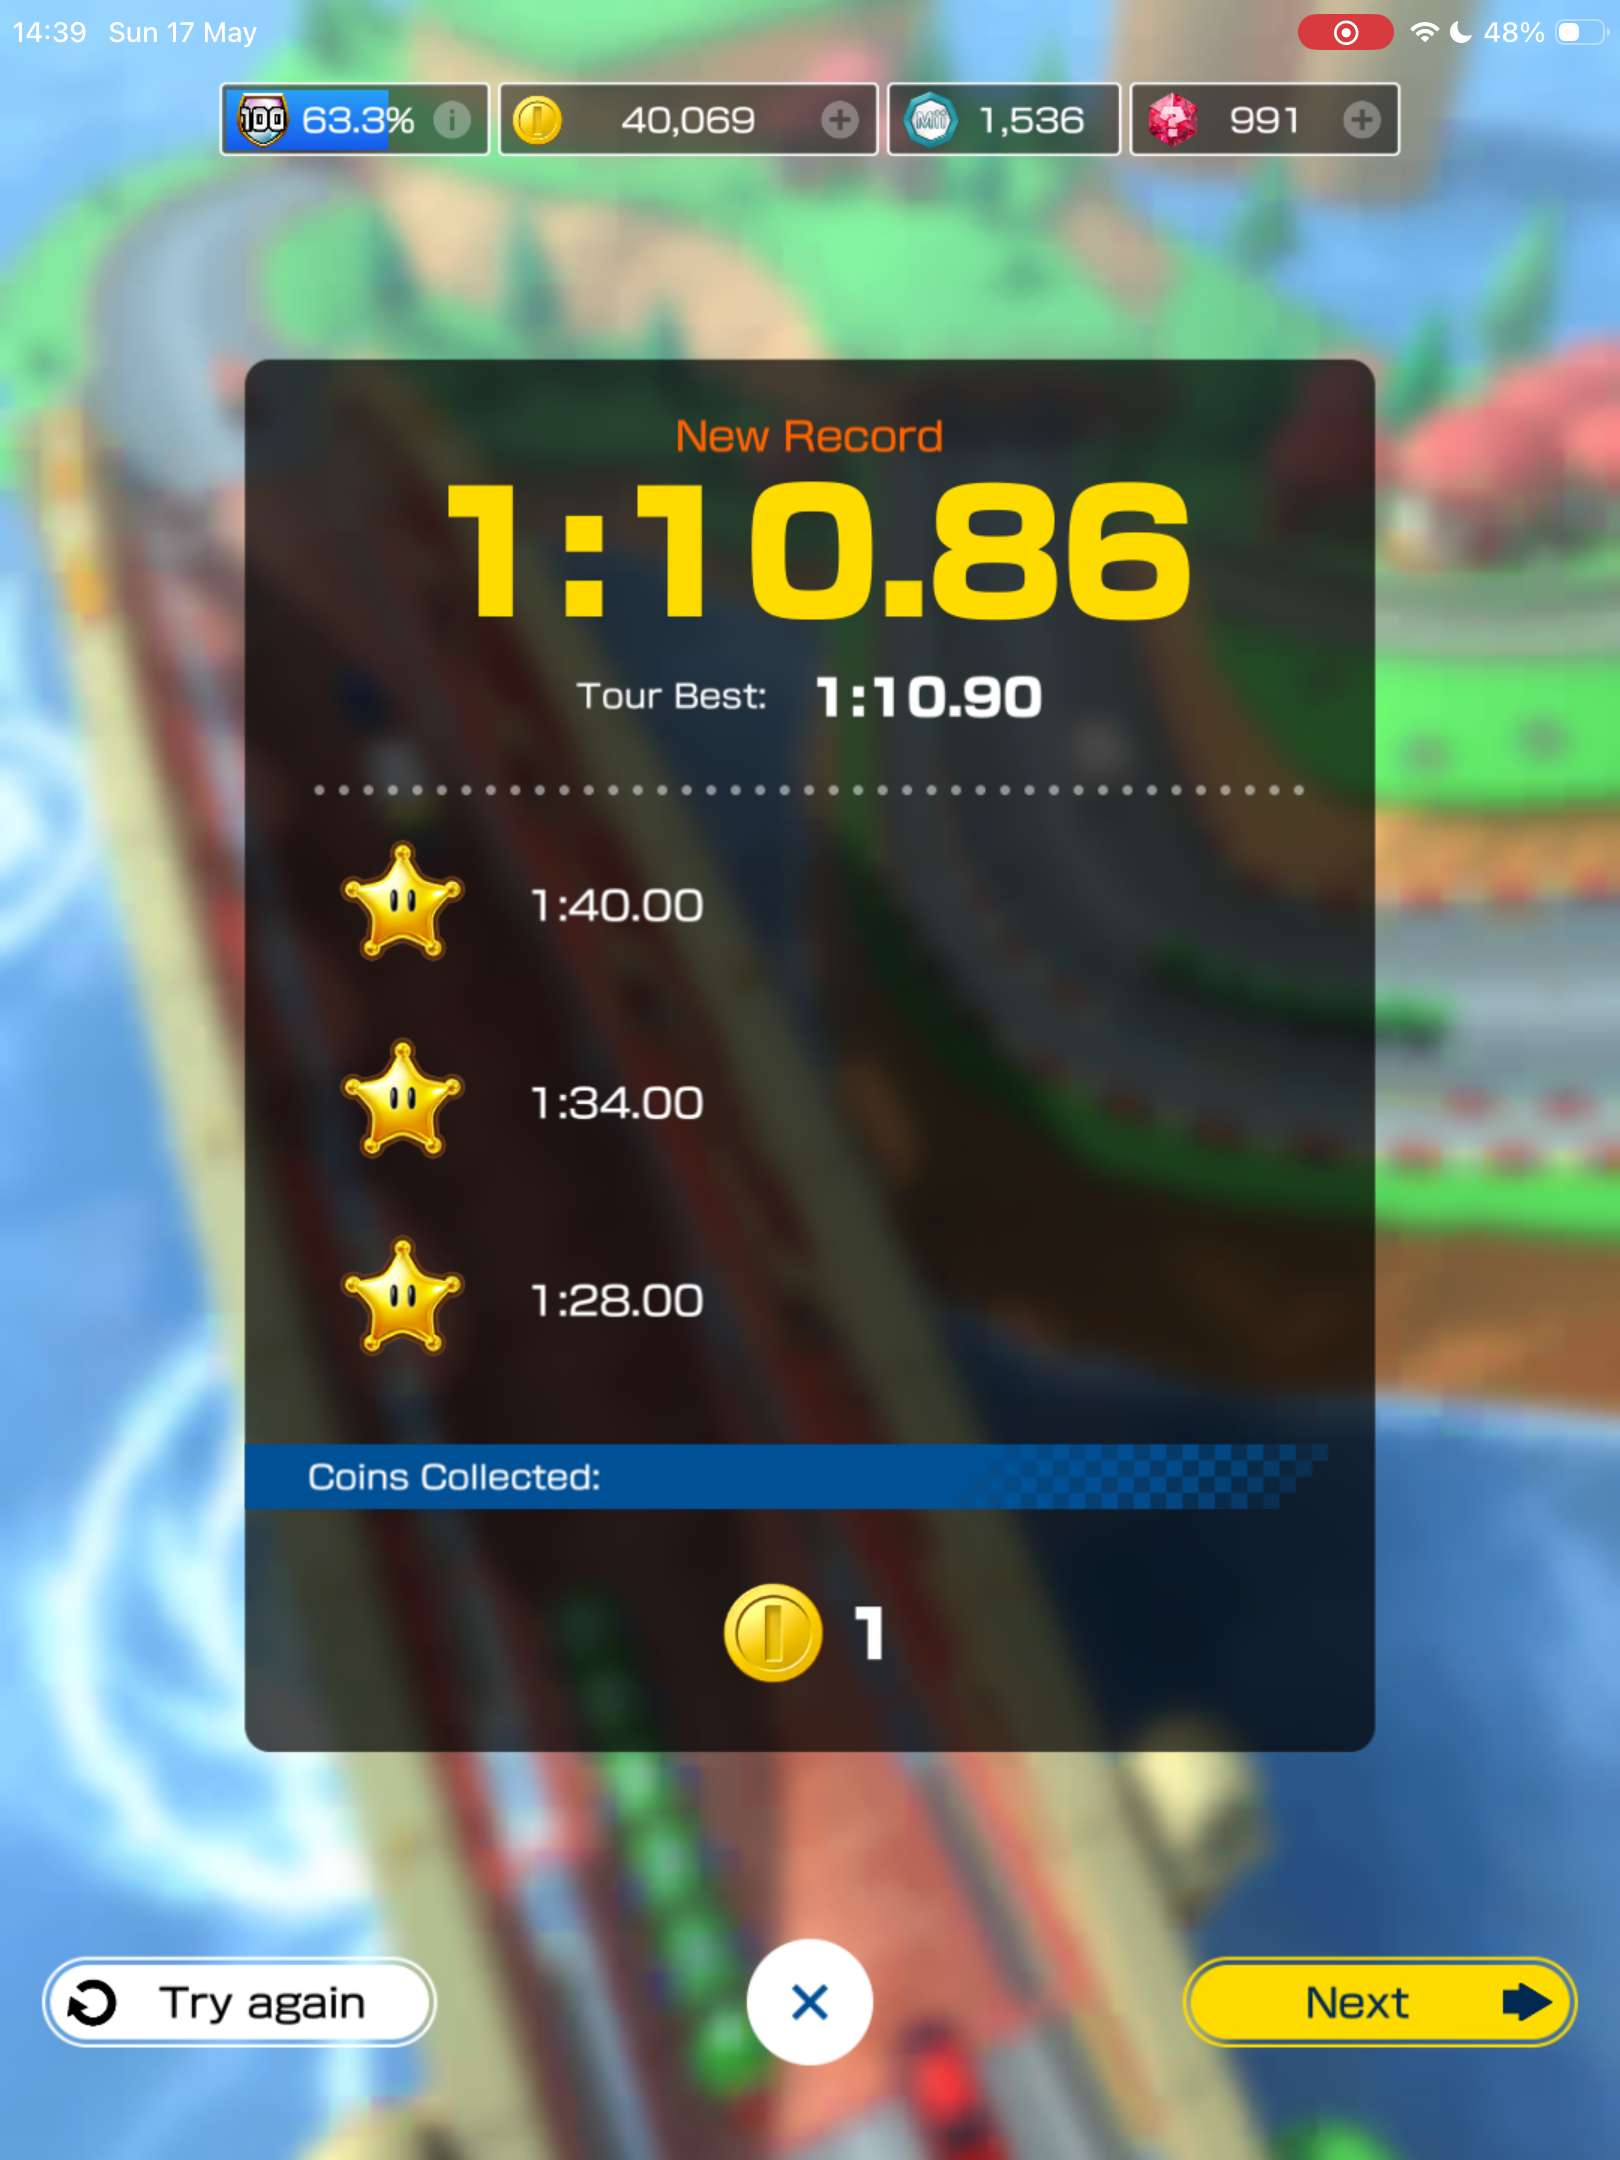 14:39 Sun 17 May 48%
100 63.3% i 40,069 + Mii 1,536 ? 991 +
New Record
1:10.86
Tour Best: 1:10.90
1:40.00
1:34.00
1:28.00
Coins Collected:
1
Try again × Next